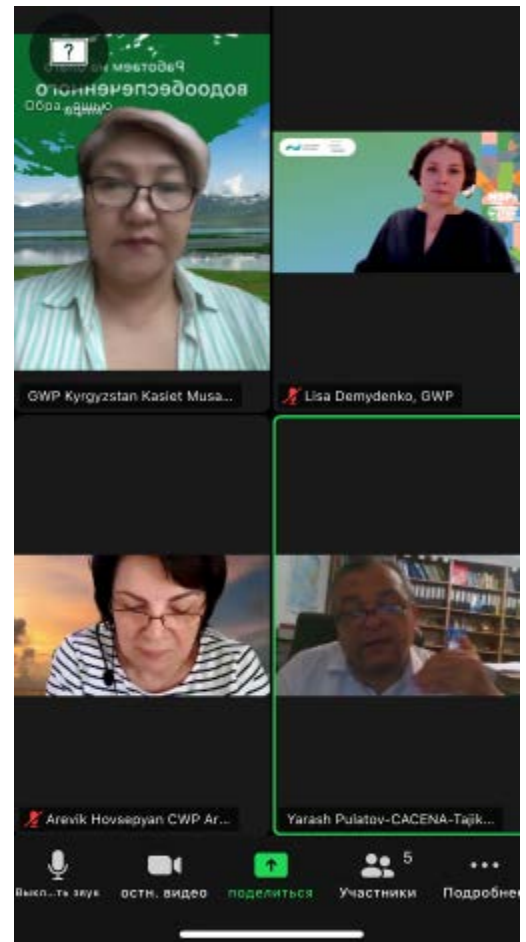 ?
Работаем на благо
водообеспеченного
мира
GWP Kyrgyzstan Kasiet Musa...
Lisa Demydenko, GWP
Arevik Hovsepyan CWP Ar...
Yarash Pulatov-CACENA-Tajik...
5
Выкл...ть звук
остн. видео
поделиться
Участники
Подробнее